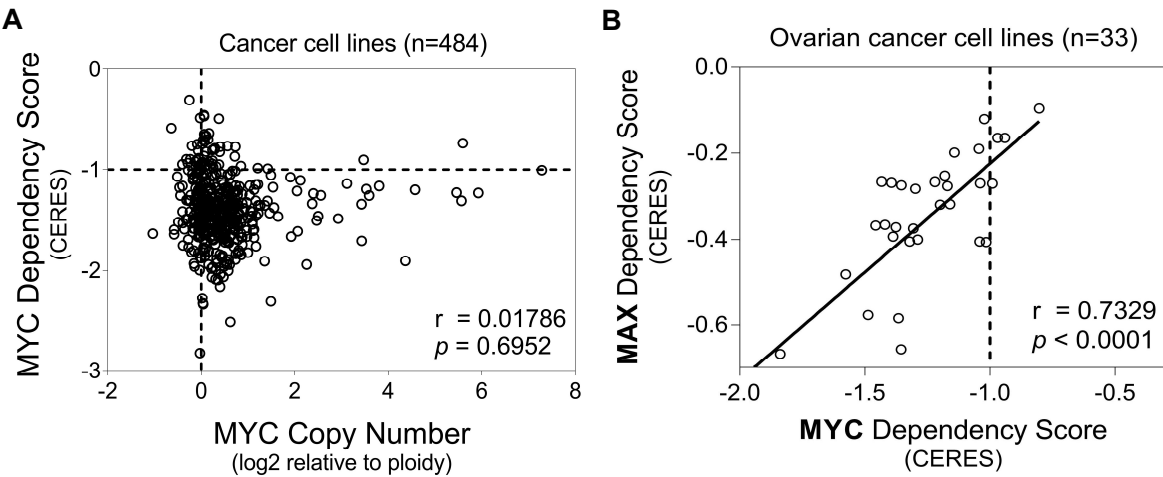 A
Cancer cell lines (n=484)
MYC Dependency Score
(CERES)
0
-1
-2
-3
r = 0.01786
p = 0.6952
-2 0 2 4 6 8
MYC Copy Number
(log2 relative to ploidy)
B
Ovarian cancer cell lines (n=33)
MAX Dependency Score
(CERES)
0.0
-0.2
-0.4
-0.6
r = 0.7329
p < 0.0001
-2.0 -1.5 -1.0 -0.5
MYC Dependency Score
(CERES)